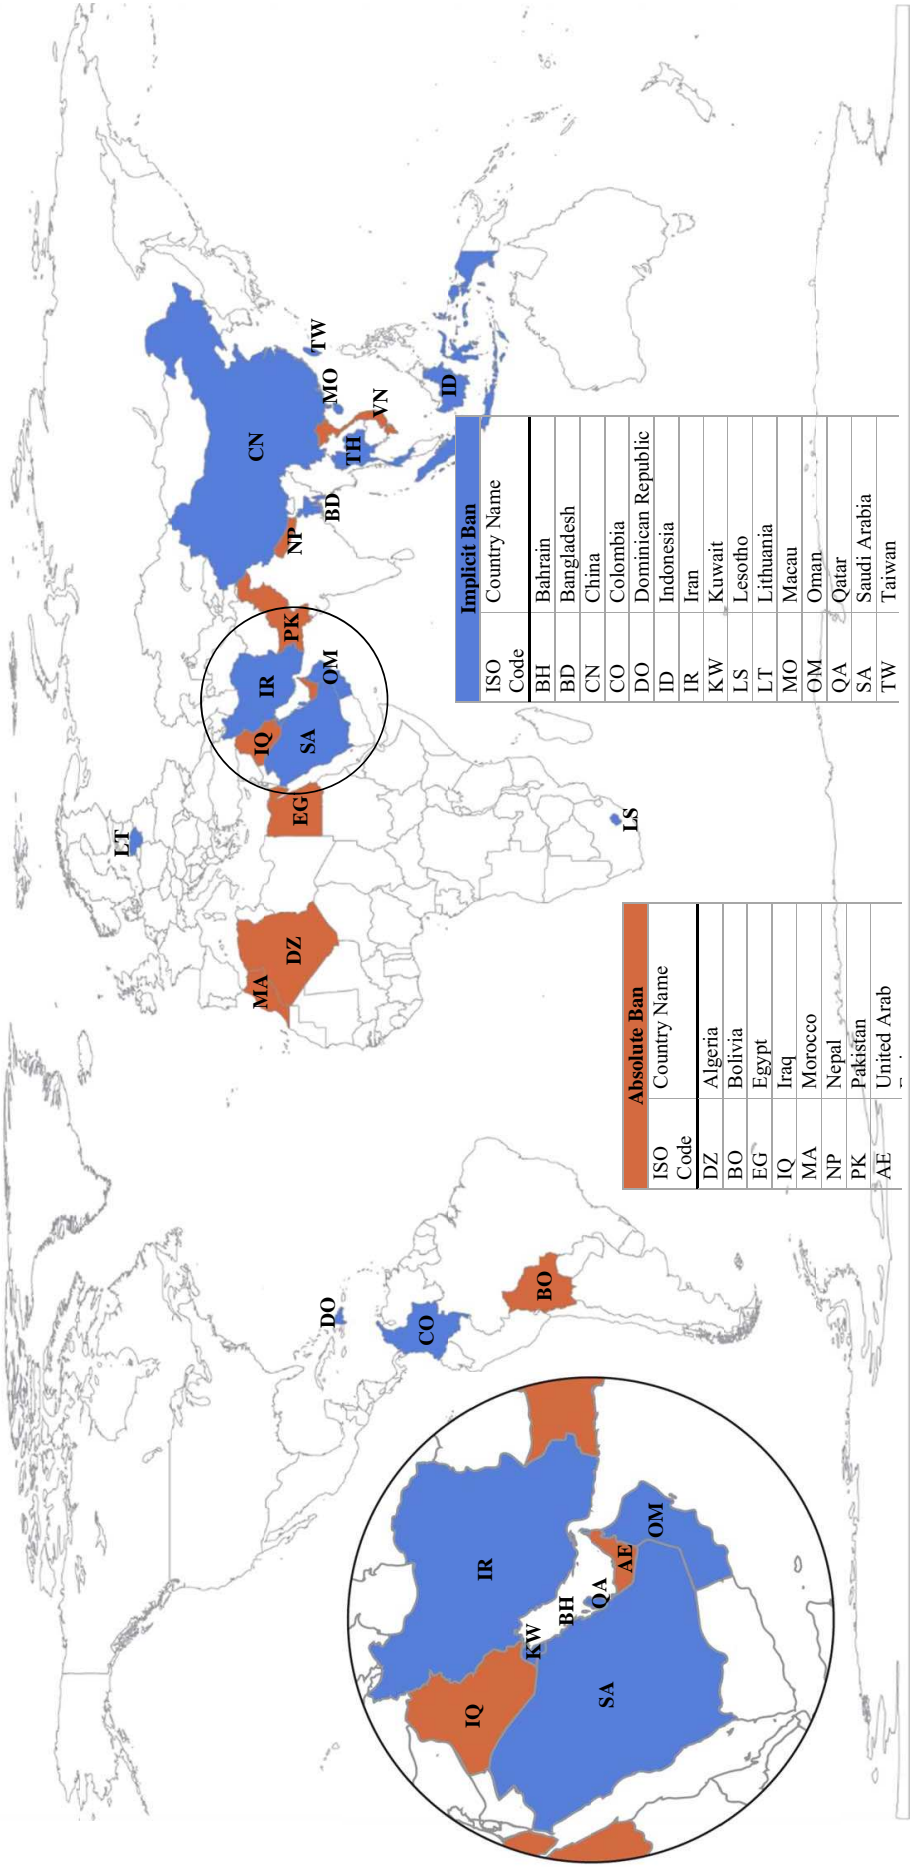 LT
CN
MA
IQ
IR
PK
DZ
NP
EG
SA
TW
DO
MO
OM
BD
TH
VN
CO
ID
BO
LS
IQ
IR
KW
BH
QA
SA
AE
OM
Absolute Ban
ISO Code Country Name
DZ Algeria
BO Bolivia
EG Egypt
IQ Iraq
MA Morocco
NP Nepal
PK Pakistan
AE United Arab
Implicit Ban
ISO Code Country Name
BH Bahrain
BD Bangladesh
CN China
CO Colombia
DO Dominican Republic
ID Indonesia
IR Iran
KW Kuwait
LS Lesotho
LT Lithuania
MO Macau
OM Oman
QA Qatar
SA Saudi Arabia
TW Taiwan